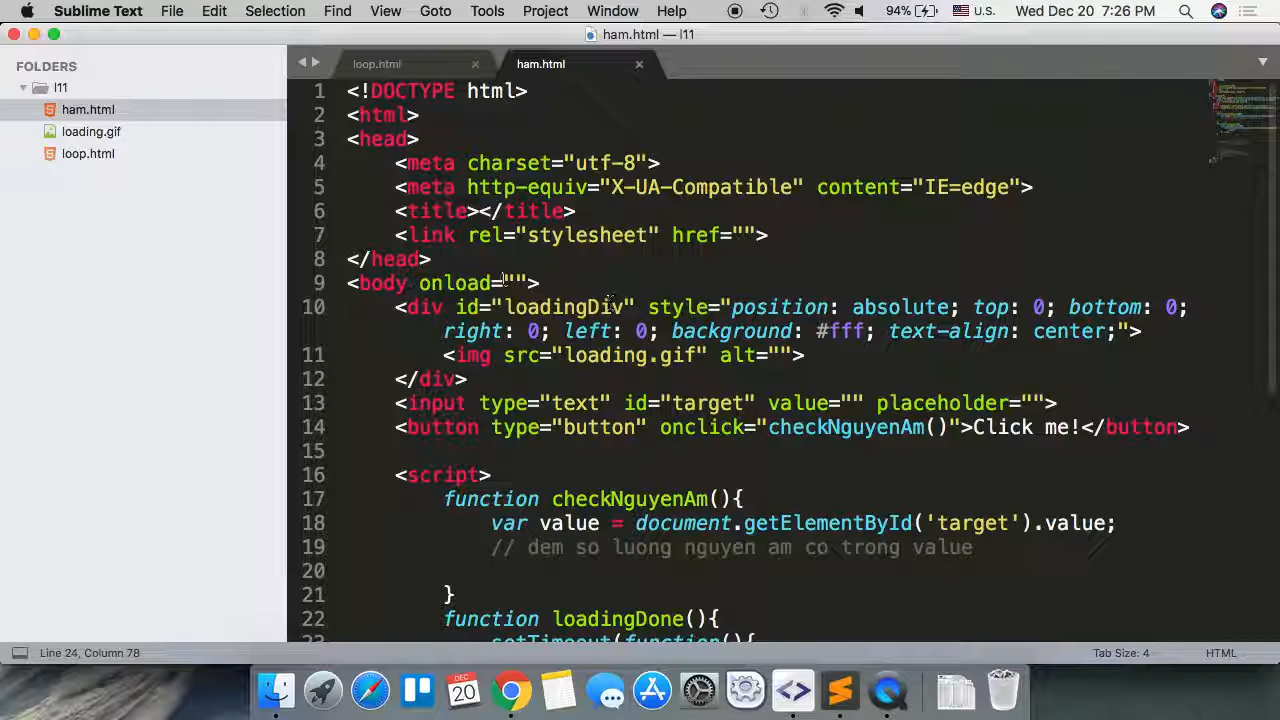 Sublime Text File Edit Selection Find View Goto Tools Project Window Help 94% U.S. Wed Dec 20 7:26 PM
ham.html — l11
FOLDERS
l11
ham.html
loading.gif
loop.html
loop.html × ham.html ×
1 <!DOCTYPE html>
2 <html>
3 <head>
4 <meta charset="utf-8">
5 <meta http-equiv="X-UA-Compatible" content="IE=edge">
6 <title></title>
7 <link rel="stylesheet" href="">
8 </head>
9 <body onload="">
10 <div id="loadingDiv" style="position: absolute; top: 0; bottom: 0;
right: 0; left: 0; background: #fff; text-align: center;">
11 <img src="loading.gif" alt="">
12 </div>
13 <input type="text" id="target" value="" placeholder="">
14 <button type="button" onclick="checkNguyenAm()">Click me!</button>
15
16 <script>
17 function checkNguyenAm(){
18 var value = document.getElementById('target').value;
19 // dem so luong nguyen am co trong value
20
21 }
22 function loadingDone(){
23 setTimeout(function(){
Line 24, Column 78 Tab Size: 4 HTML
DEC
20